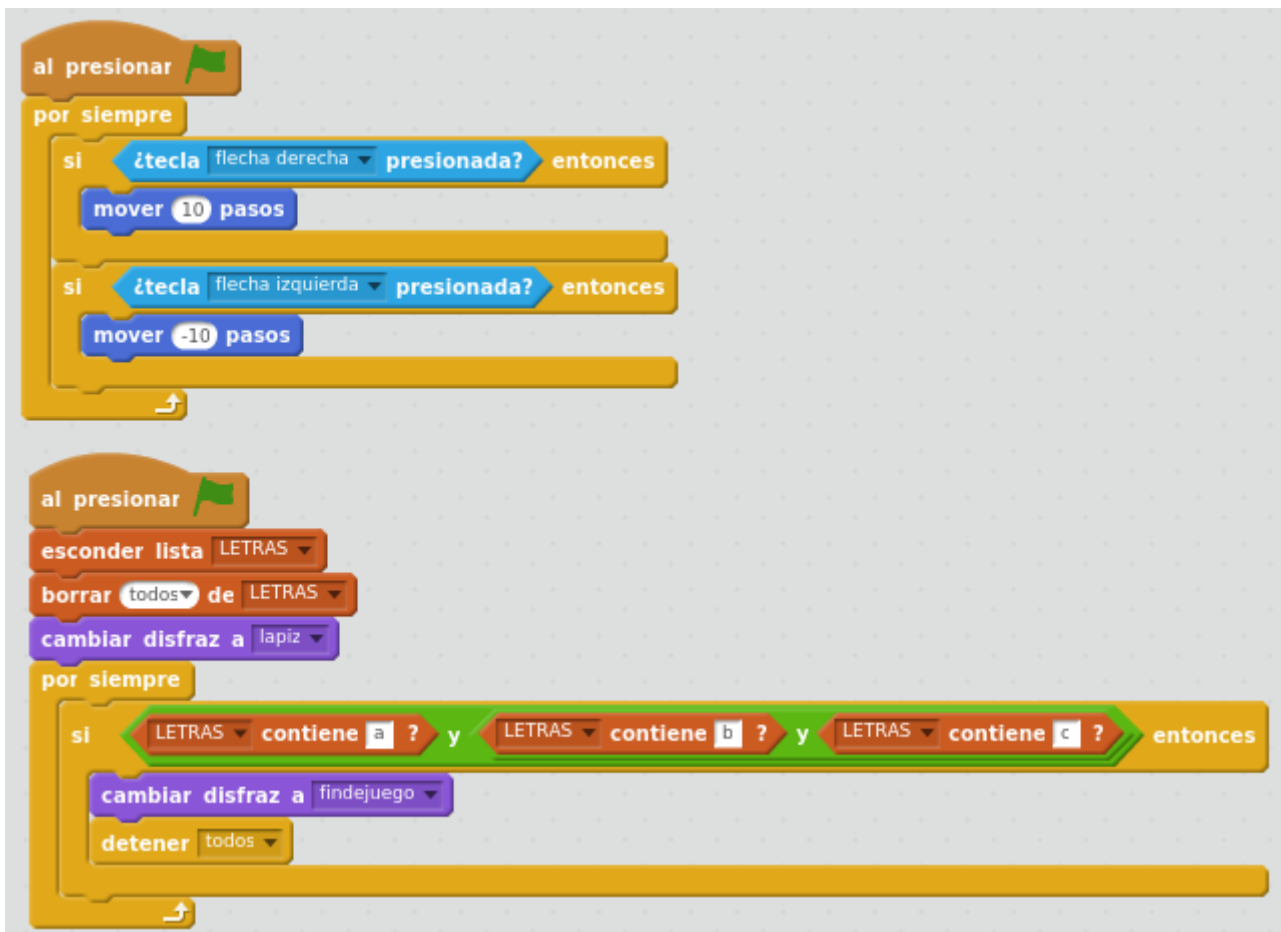 al presionar
por siempre
si ¿tecla flecha derecha presionada? entonces
mover 10 pasos
si ¿tecla flecha izquierda presionada? entonces
mover -10 pasos
al presionar
esconder lista LETRAS
borrar todos de LETRAS
cambiar disfraz a lapiz
por siempre
si LETRAS contiene a ? y LETRAS contiene b ? y LETRAS contiene c ? entonces
cambiar disfraz a findejuego
detener todos